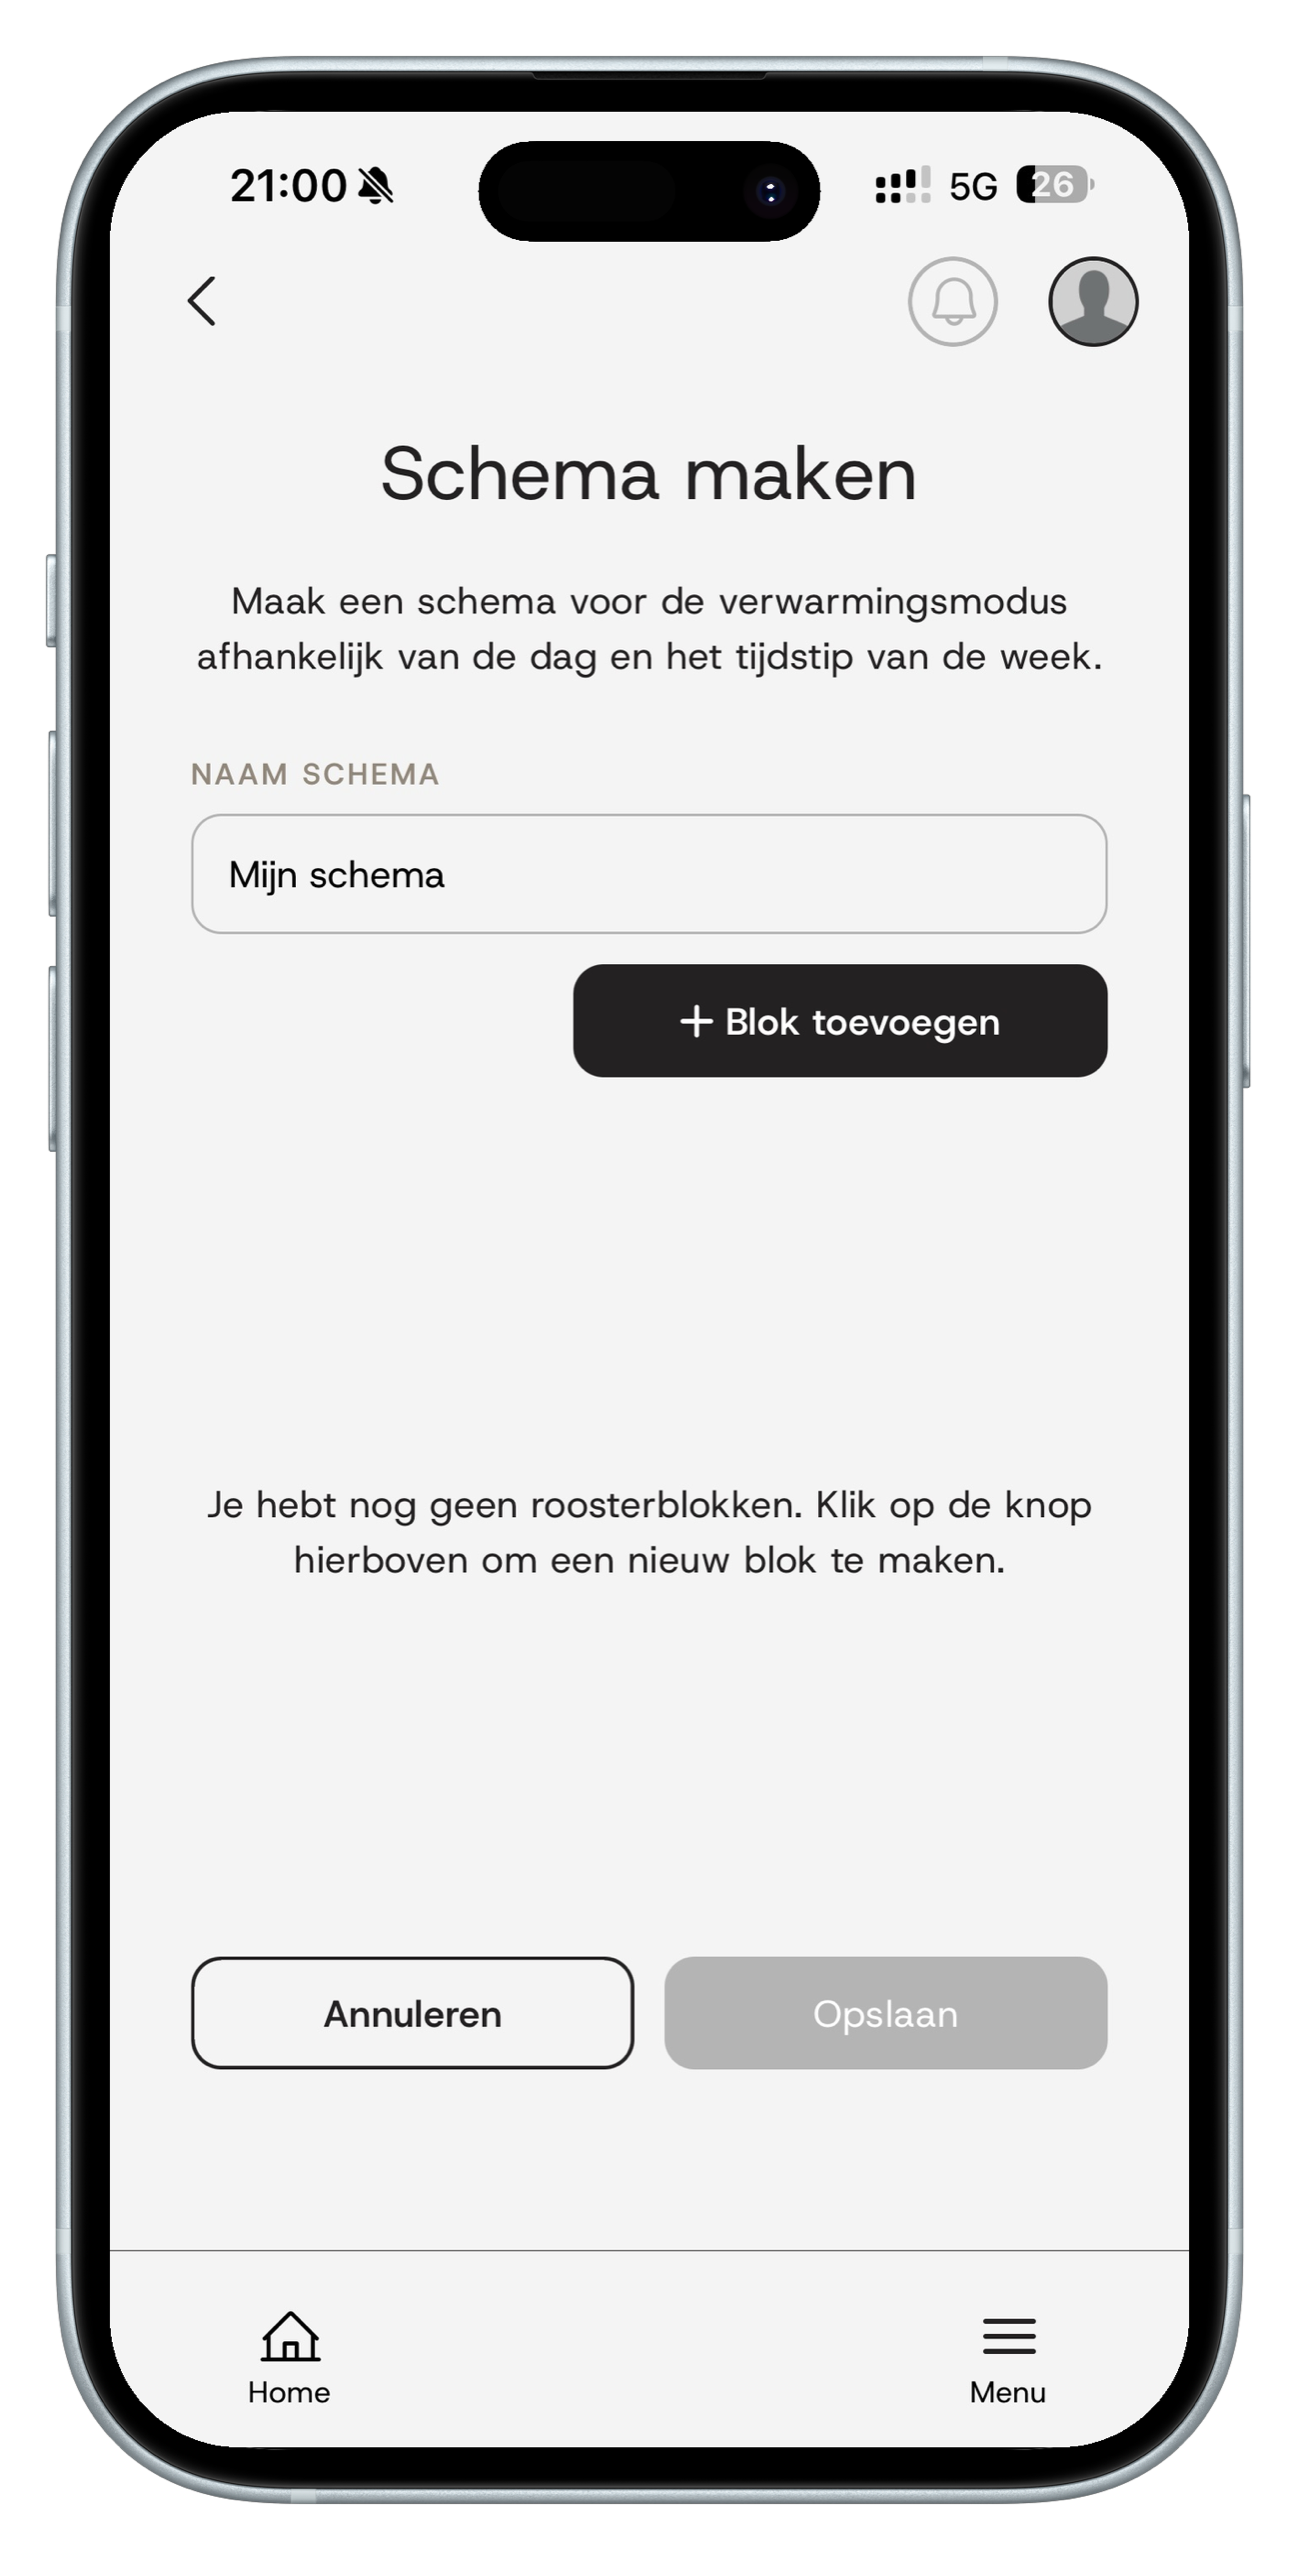 21:00
5G
26
Schema maken
Maak een schema voor de verwarmingsmodus
afhankelijk van de dag en het tijdstip van de week.
NAAM SCHEMA
Mijn schema
+ Blok toevoegen
Je hebt nog geen roosterblokken. Klik op de knop
hierboven om een nieuw blok te maken.
Annuleren
Opslaan
Home
Menu